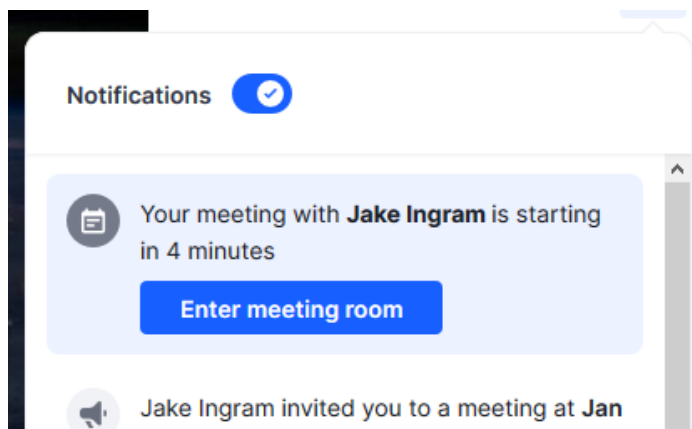 Notifications
Your meeting with Jake Ingram is starting
in 4 minutes
Enter meeting room
Jake Ingram invited you to a meeting at Jan